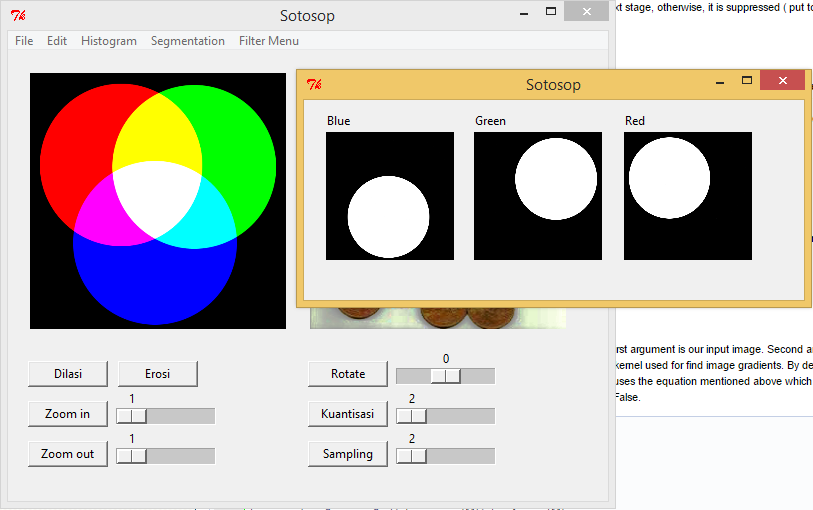 Sotosop
File Edit Histogram Segmentation Filter Menu
xt stage, otherwise, it is suppressed ( put to
Sotosop
Blue Green Red
Dilasi Erosi
Zoom in 1
Zoom out 1
Rotate 0
Kuantisasi 2
Sampling 2
rst argument is our input image. Second a
kernel used for find image gradients. By de
uses the equation mentioned above which
False.